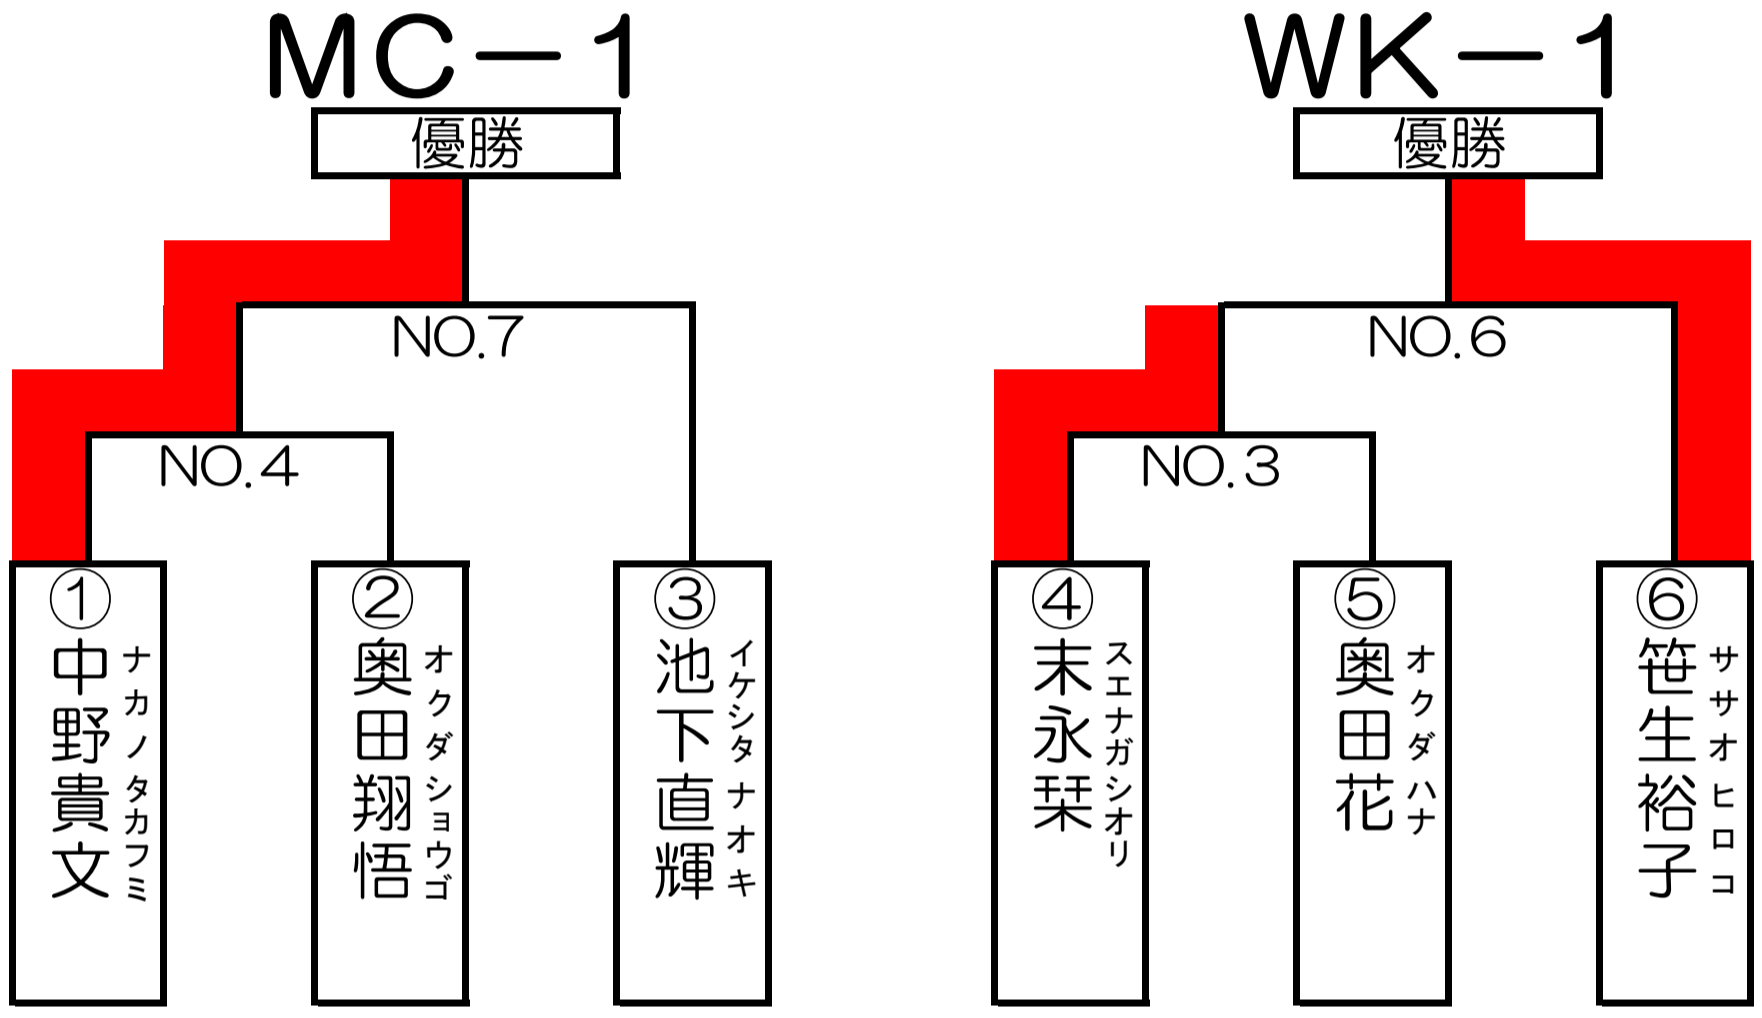 MC-1
優勝
NO.7
NO.4
①
中野貴文
ナカノタカフミ
②
奥田翔悟
オクダショウゴ
③
池下直輝
イケシタナオキ
WK-1
優勝
NO.6
NO.3
④
末永栞
スエナガシオリ
⑤
奥田花
オクダハナ
⑥
笹生裕子
ササオヒロコ